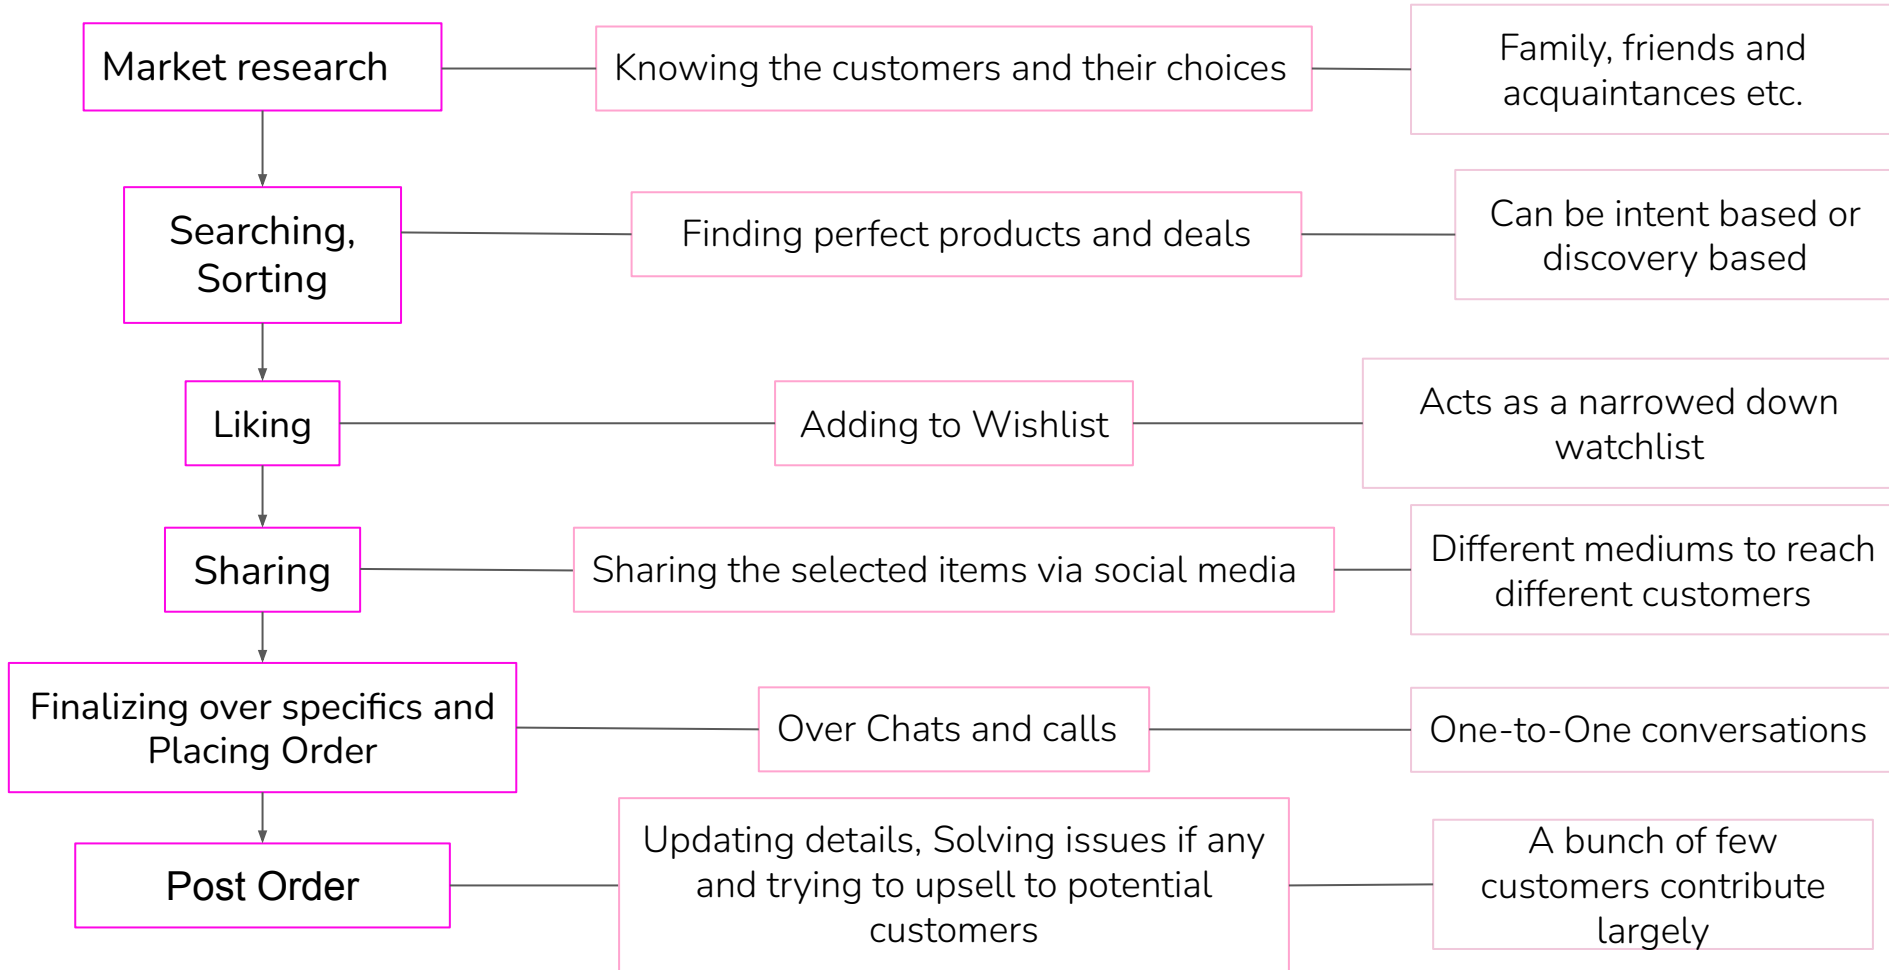 Market research
Knowing the customers and their choices
Family, friends and
acquaintances etc.
Searching,
Sorting
Finding perfect products and deals
Can be intent based or
discovery based
Liking
Adding to Wishlist
Acts as a narrowed down
watchlist
Sharing
Sharing the selected items via social media
Different mediums to reach
different customers
Finalizing over specifics and
Placing Order
Over Chats and calls
One-to-One conversations
Post Order
Updating details, Solving issues if any
and trying to upsell to potential
customers
A bunch of few
customers contribute
largely